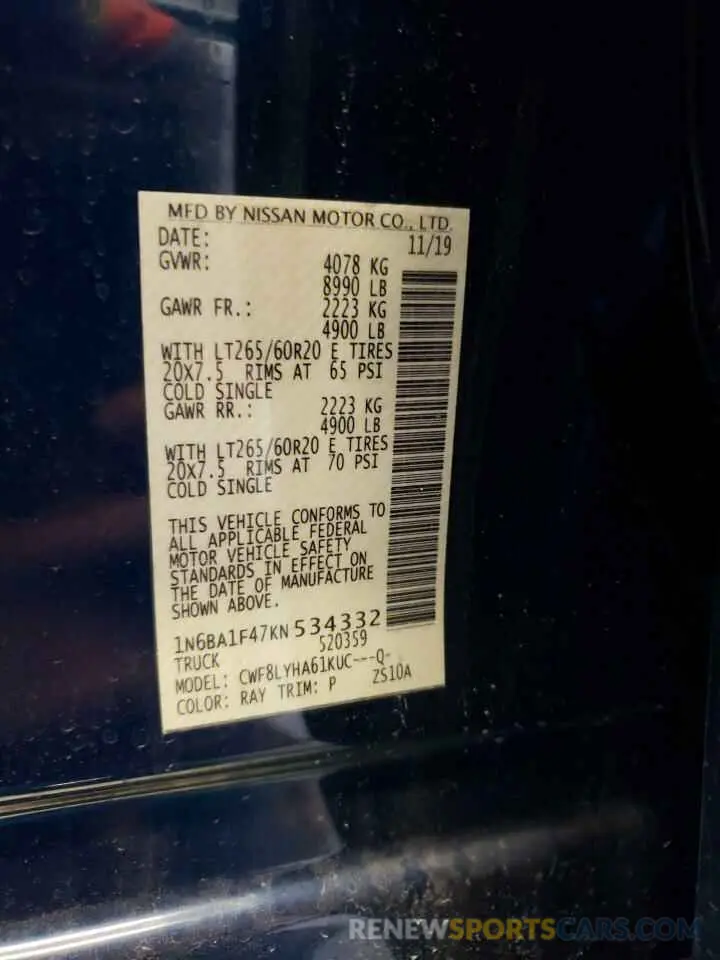 MFD BY NISSAN MOTOR CO., LTD.
DATE: 11/19
GVWR: 4078 KG
8990 LB
GAWR FR.: 2223 KG
4900 LB
WITH LT265/60R20 E TIRES
20X7.5 RIMS AT 65 PSI
COLD SINGLE
GAWR RR.: 2223 KG
4900 LB
WITH LT265/60R20 E TIRES
20X7.5 RIMS AT 70 PSI
COLD SINGLE
THIS VEHICLE CONFORMS TO
ALL APPLICABLE FEDERAL
MOTOR VEHICLE SAFETY
STANDARDS IN EFFECT ON
THE DATE OF MANUFACTURE
SHOWN ABOVE.
1N6BA1F47KN534332
TRUCK 520359
MODEL: CWF8LYHA61KUC---Q-
COLOR: RAY TRIM: P ZS10A
RENEWSPORTSCARS.COM